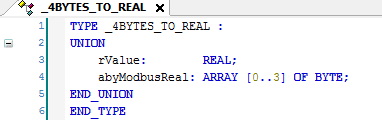 _4BYTES_TO_REAL
1 TYPE _4BYTES_TO_REAL :
2 UNION
3 rValue: REAL;
4 abyModbusReal: ARRAY [0..3] OF BYTE;
5 END_UNION
6 END_TYPE